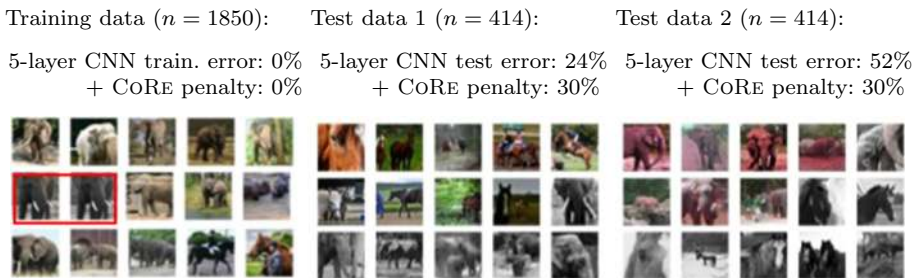 Training data (n = 1850):
5-layer CNN train. error: 0%
+ CORE penalty: 0%
Test data 1 (n = 414):
5-layer CNN test error: 24%
+ CORE penalty: 30%
Test data 2 (n = 414):
5-layer CNN test error: 52%
+ CORE penalty: 30%